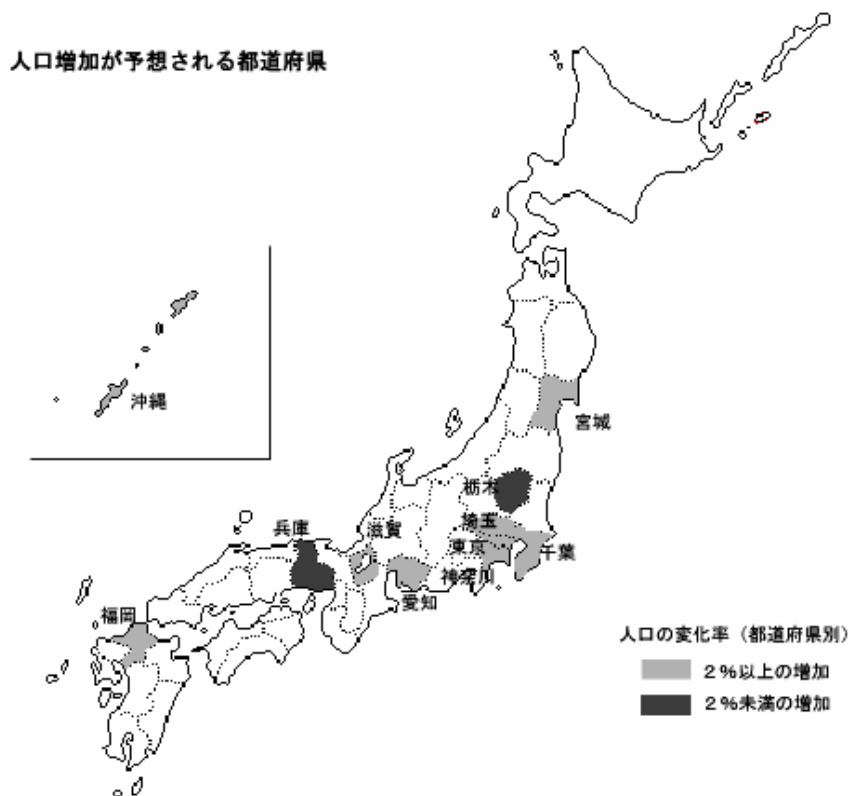 人口増加が予想される都道府県
沖縄
宮城
栃木
埼玉
兵庫
滋賀
東京
千葉
神奈川
愛知
福岡
人口の変化率（都道府県別）
２％以上の増加
２％未満の増加